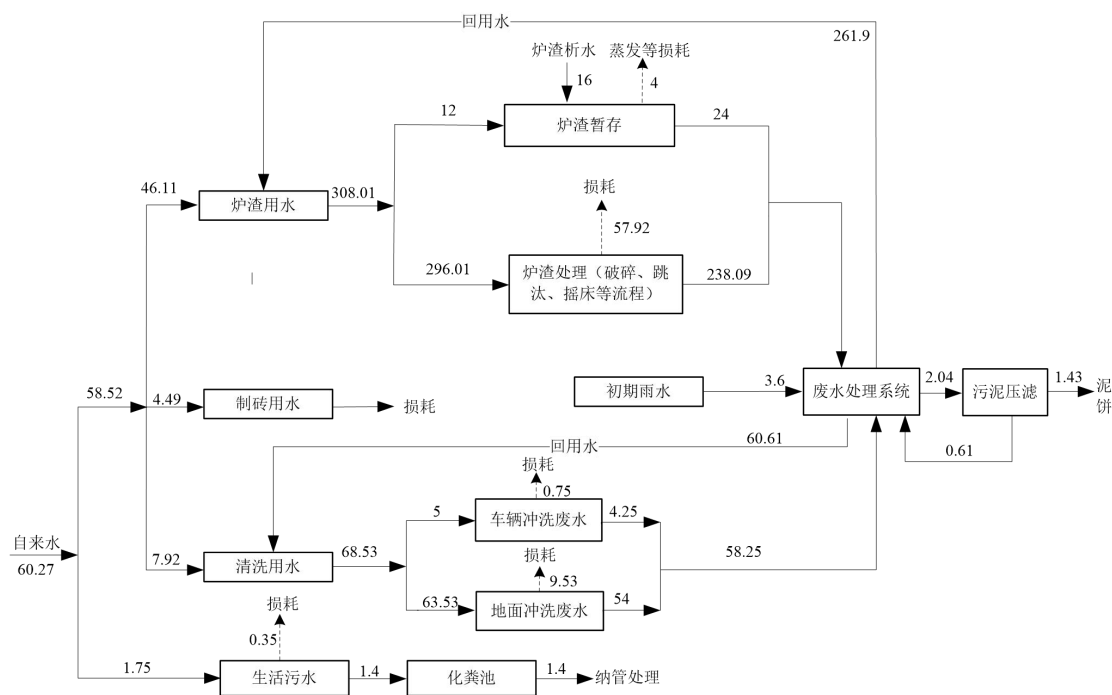 回用水
261.9
炉渣析水
蒸发等损耗
16
4
12
炉渣暂存
24
46.11
炉渣用水
308.01
损耗
57.92
296.01
炉渣处理（破碎、跳
汰、摇床等流程）
238.09
58.52
4.49
制砖用水
损耗
初期雨水
3.6
废水处理系统
2.04
污泥压滤
1.43
泥
饼
0.61
回用水
60.61
损耗
0.75
5
车辆冲洗废水
4.25
自来水
60.27
7.92
清洗用水
68.53
损耗
9.53
58.25
63.53
地面冲洗废水
54
损耗
0.35
1.75
生活污水
1.4
化粪池
1.4
纳管处理